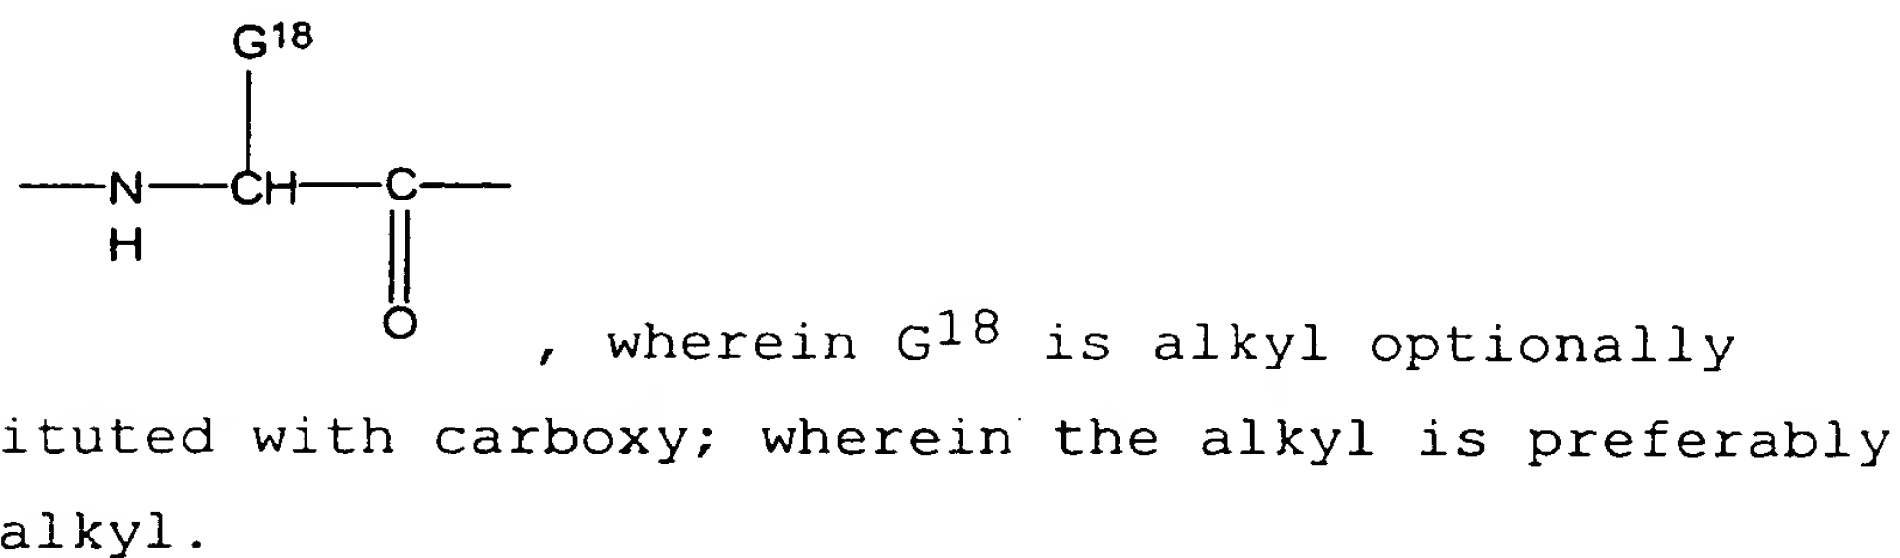 G18
N CH C
H
O
, wherein G18 is alkyl optionally
ituted with carboxy; wherein the alkyl is preferably
alkyl.